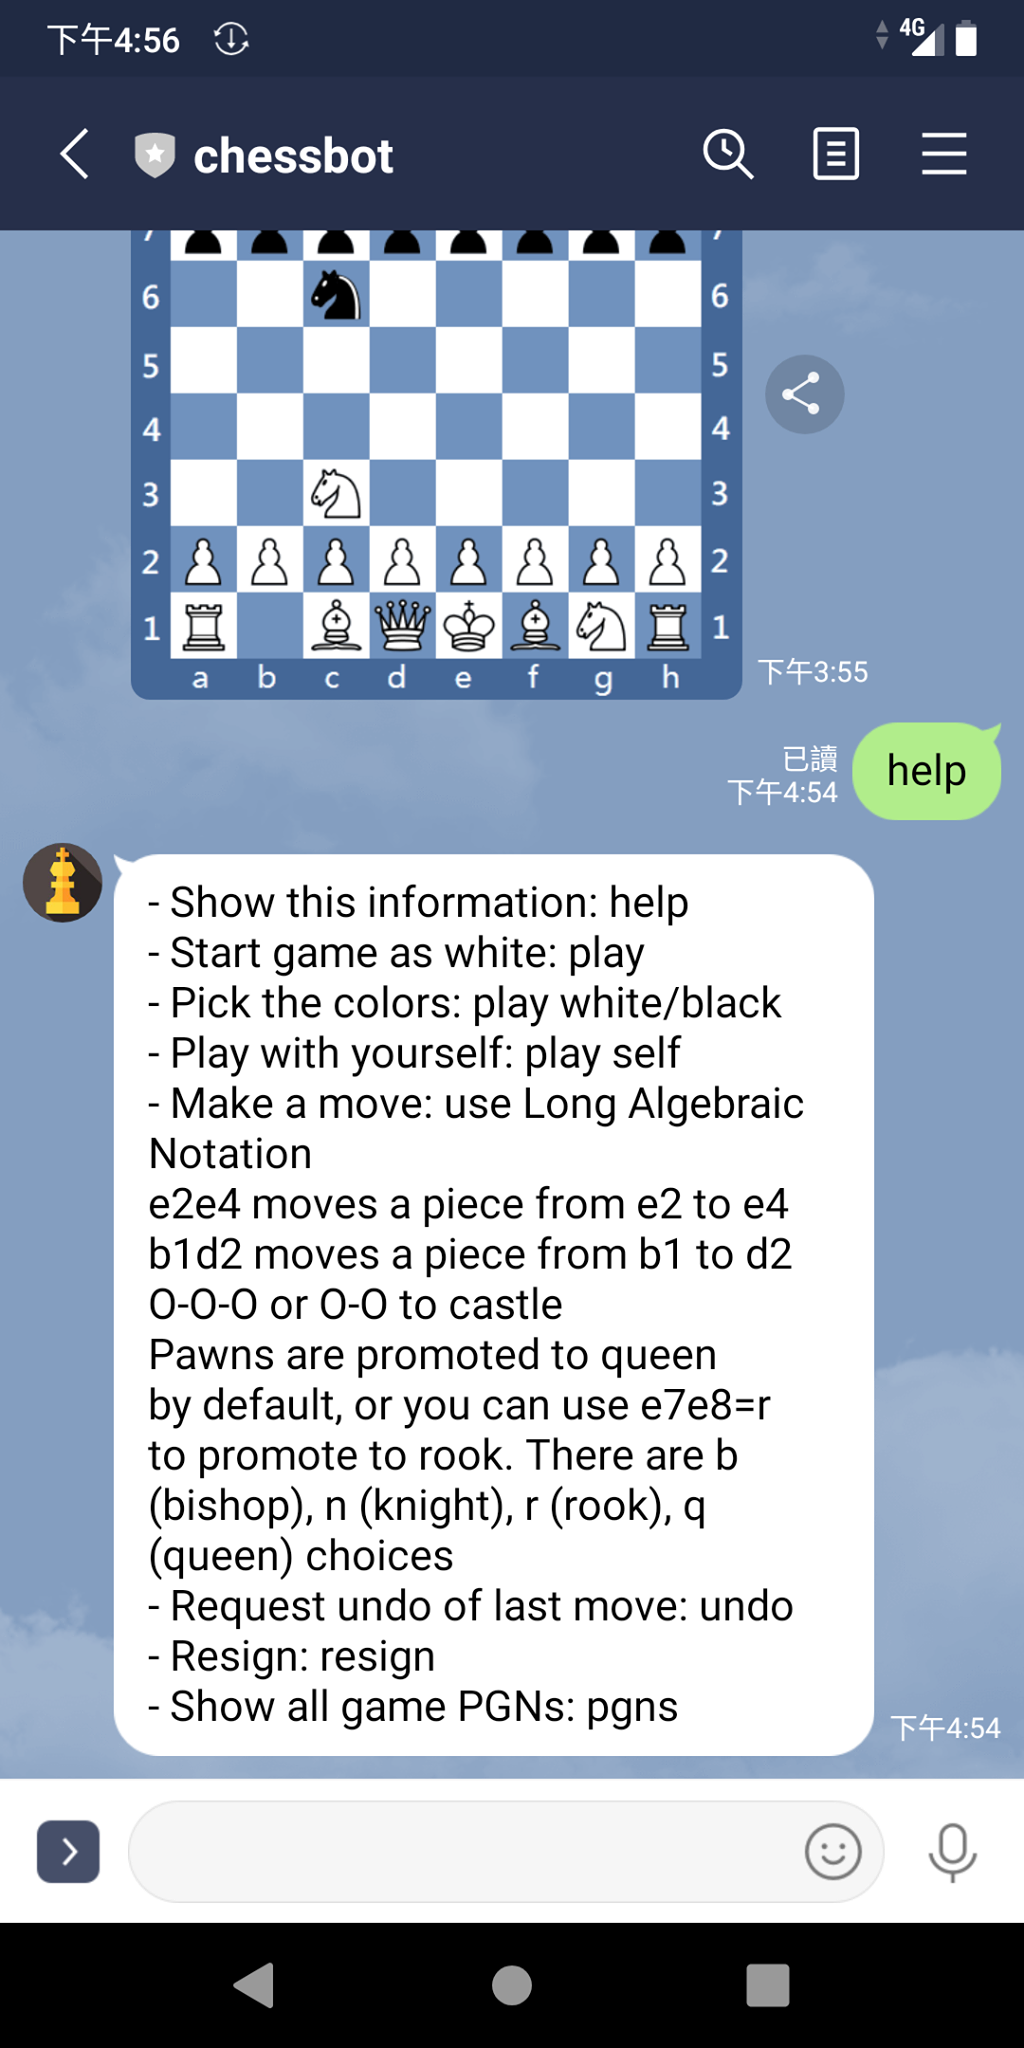 下午4:56
4G
chessbot
7 7
6 6
5 5
4 4
3 3
2 2
1 1
a b c d e f g h
下午3:55
已讀
下午4:54
help
- Show this information: help
- Start game as white: play
- Pick the colors: play white/black
- Play with yourself: play self
- Make a move: use Long Algebraic
Notation
e2e4 moves a piece from e2 to e4
b1d2 moves a piece from b1 to d2
O-O-O or O-O to castle
Pawns are promoted to queen
by default, or you can use e7e8=r
to promote to rook. There are b
(bishop), n (knight), r (rook), q
(queen) choices
- Request undo of last move: undo
- Resign: resign
- Show all game PGNs: pgns
下午4:54